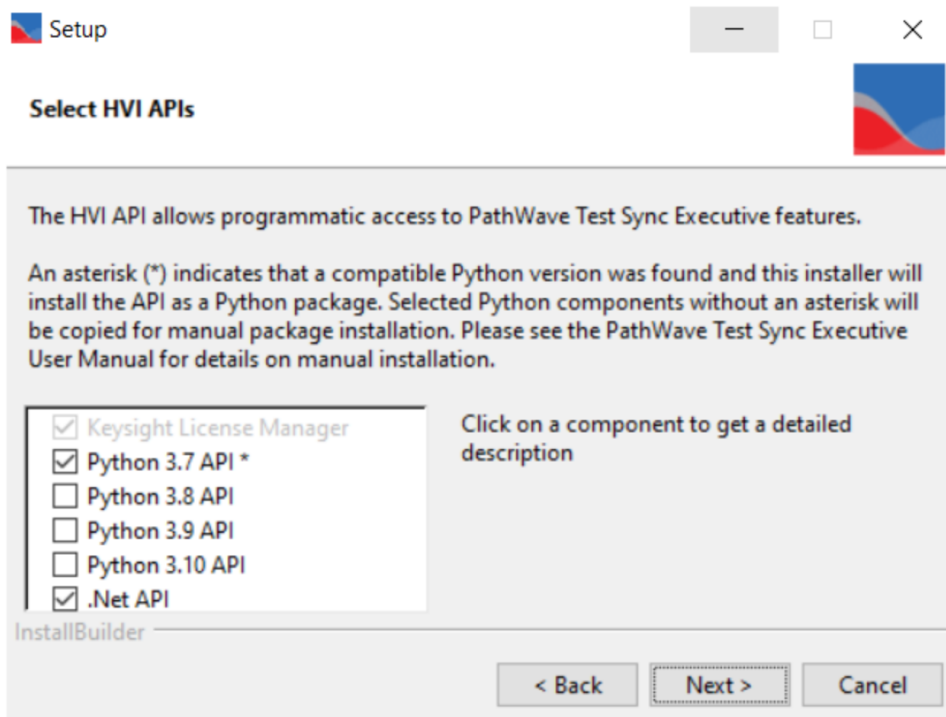 Setup
Select HVI APIs
The HVI API allows programmatic access to PathWave Test Sync Executive features.
An asterisk (*) indicates that a compatible Python version was found and this installer will
install the API as a Python package. Selected Python components without an asterisk will
be copied for manual package installation. Please see the PathWave Test Sync Executive
User Manual for details on manual installation.
Keysight License Manager
Python 3.7 API *
Python 3.8 API
Python 3.9 API
Python 3.10 API
.Net API
Click on a component to get a detailed
description
InstallBuilder
< Back
Next >
Cancel